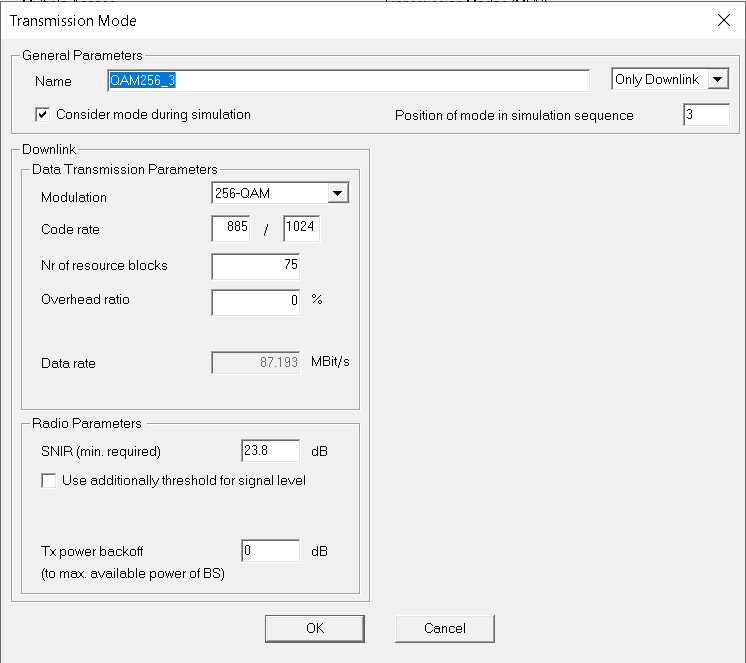 Transmission Mode
General Parameters
Name QAM256_3 Only Downlink
Consider mode during simulation Position of mode in simulation sequence 3
Downlink
Data Transmission Parameters
Modulation 256-QAM
Code rate 885 / 1024
Nr of resource blocks 75
Overhead ratio 0 %
Data rate 87.193 MBit/s
Radio Parameters
SNIR (min. required) 23.8 dB
Use additionally threshold for signal level
Tx power backoff 0 dB
(to max. available power of BS)
OK Cancel